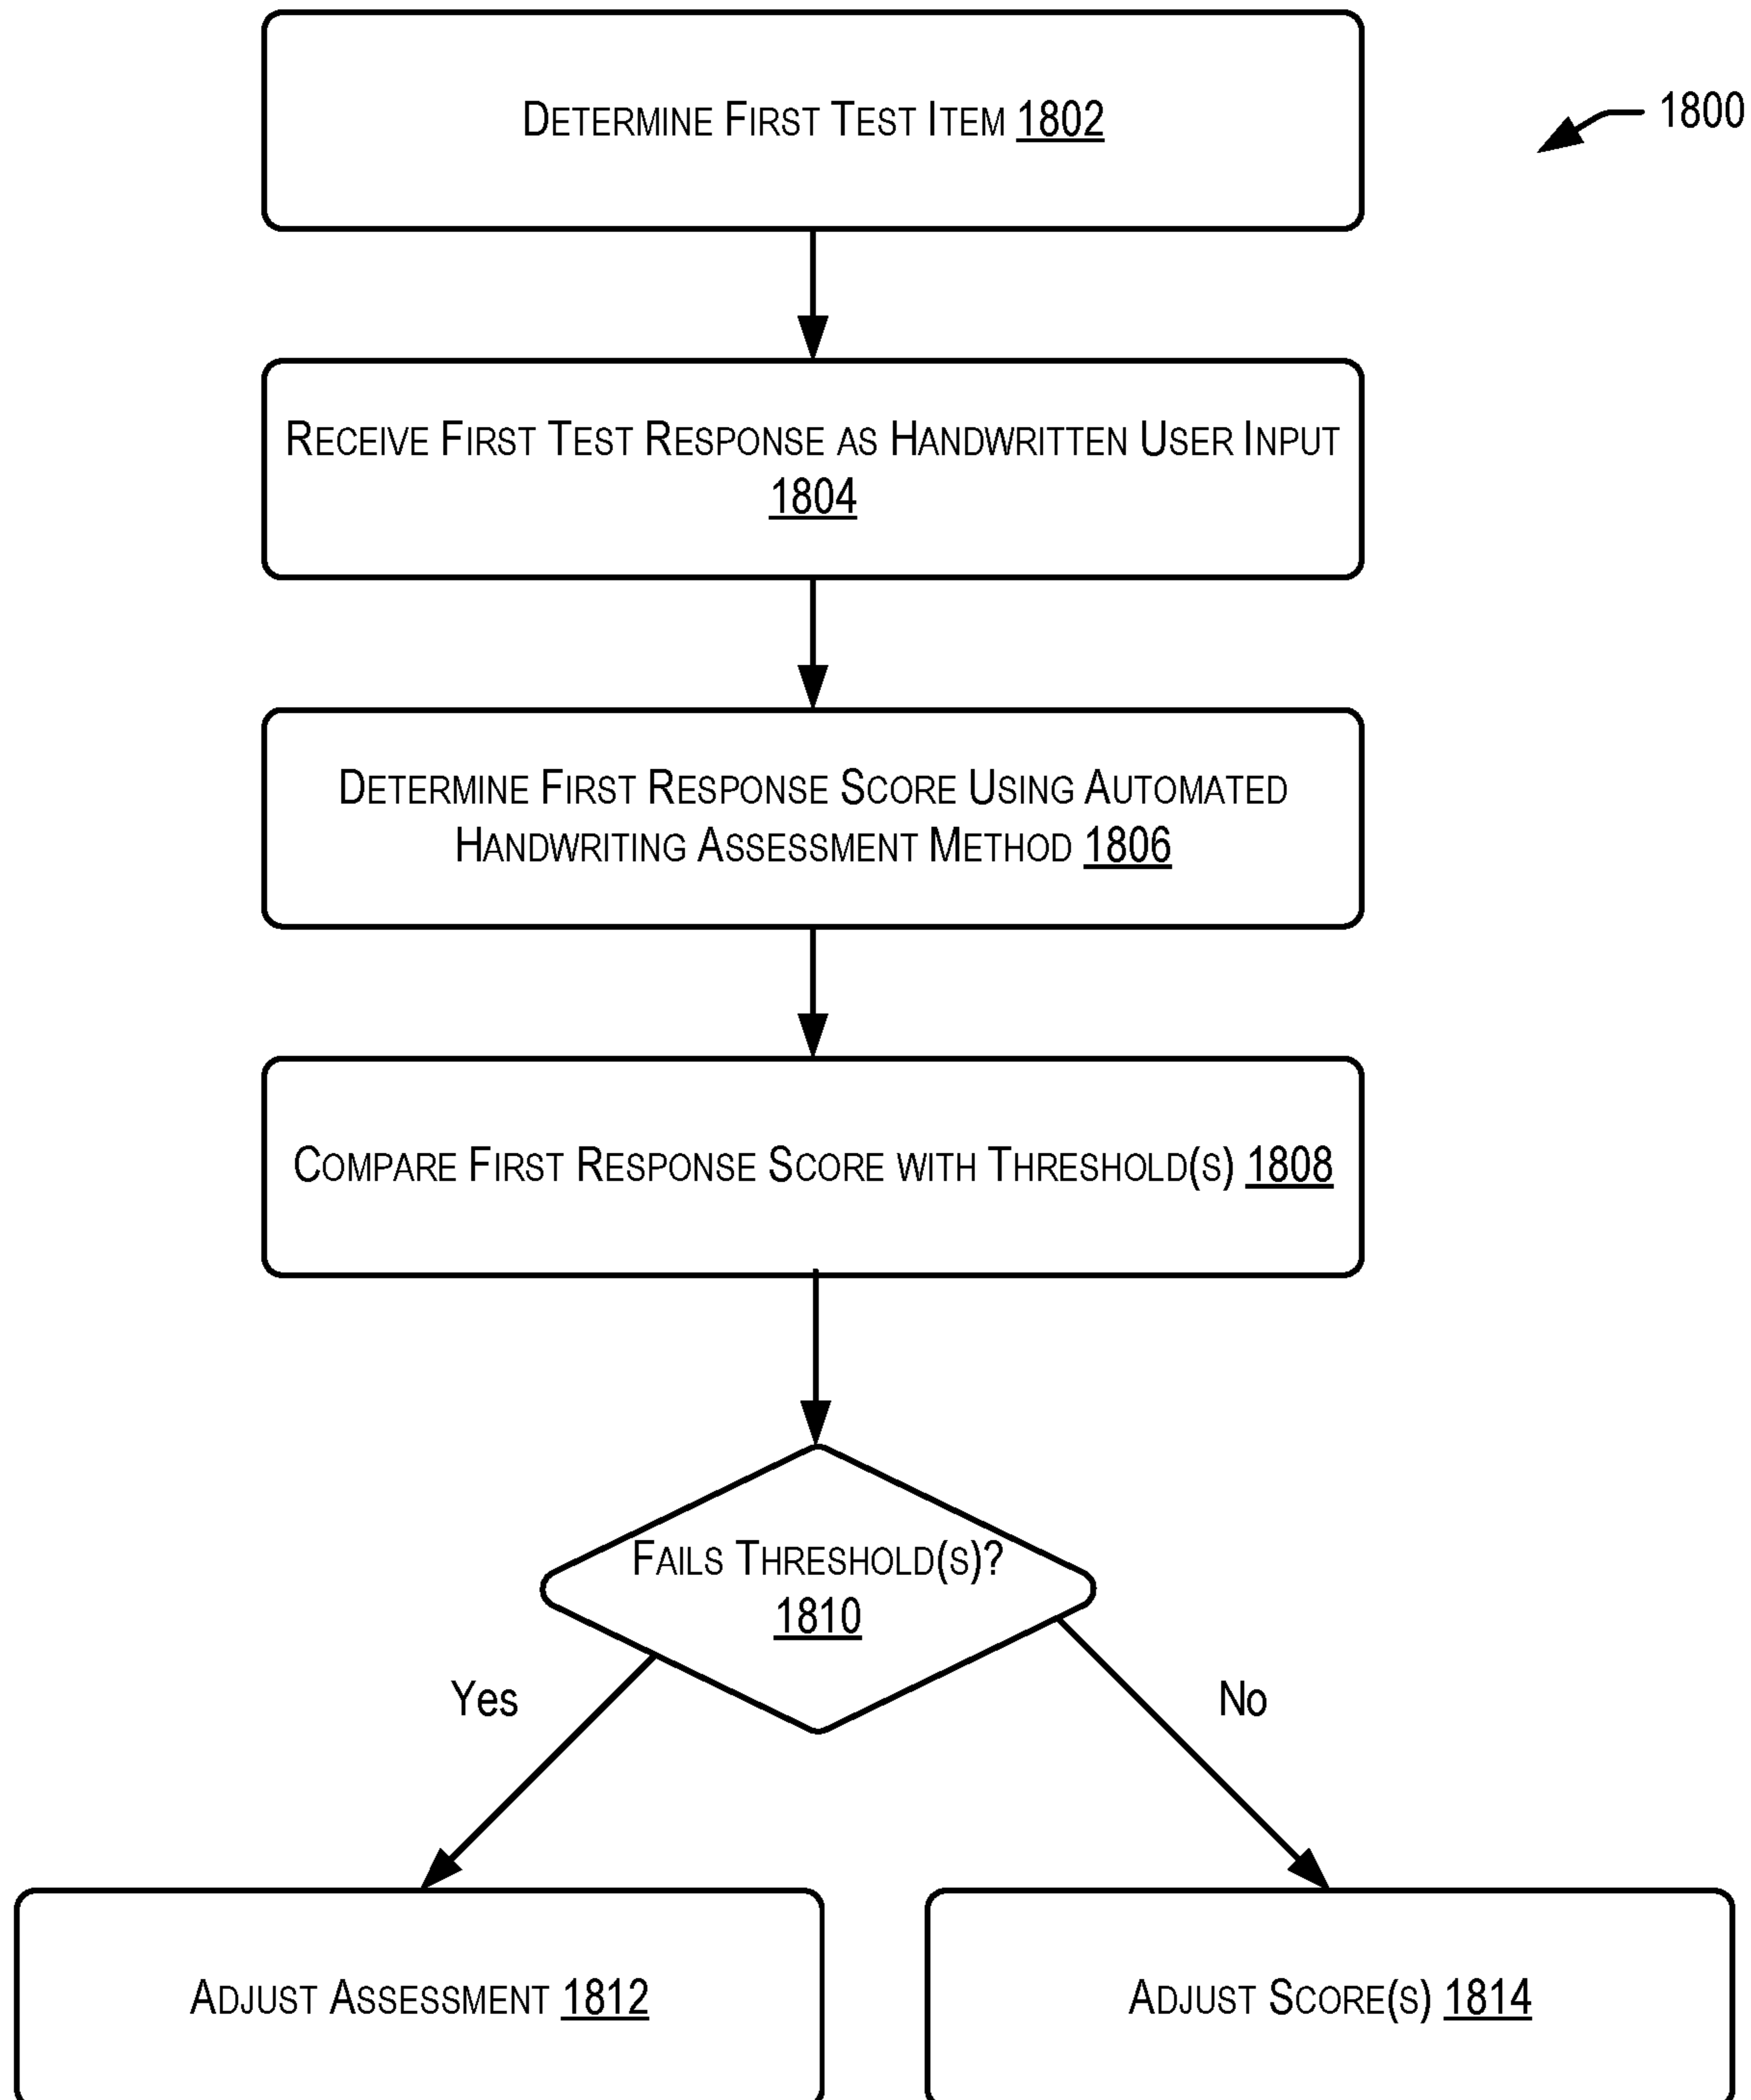 DETERMINE FIRST TEST ITEM 1802
1800
RECEIVE FIRST TEST RESPONSE AS HANDWRITTEN USER INPUT
1804
DETERMINE FIRST RESPONSE SCORE USING AUTOMATED
HANDWRITING ASSESSMENT METHOD 1806
COMPARE FIRST RESPONSE SCORE WITH THRESHOLD(S) 1808
FAILS THRESHOLD(S)?
1810
Yes
No
ADJUST ASSESSMENT 1812
ADJUST SCORE(S) 1814